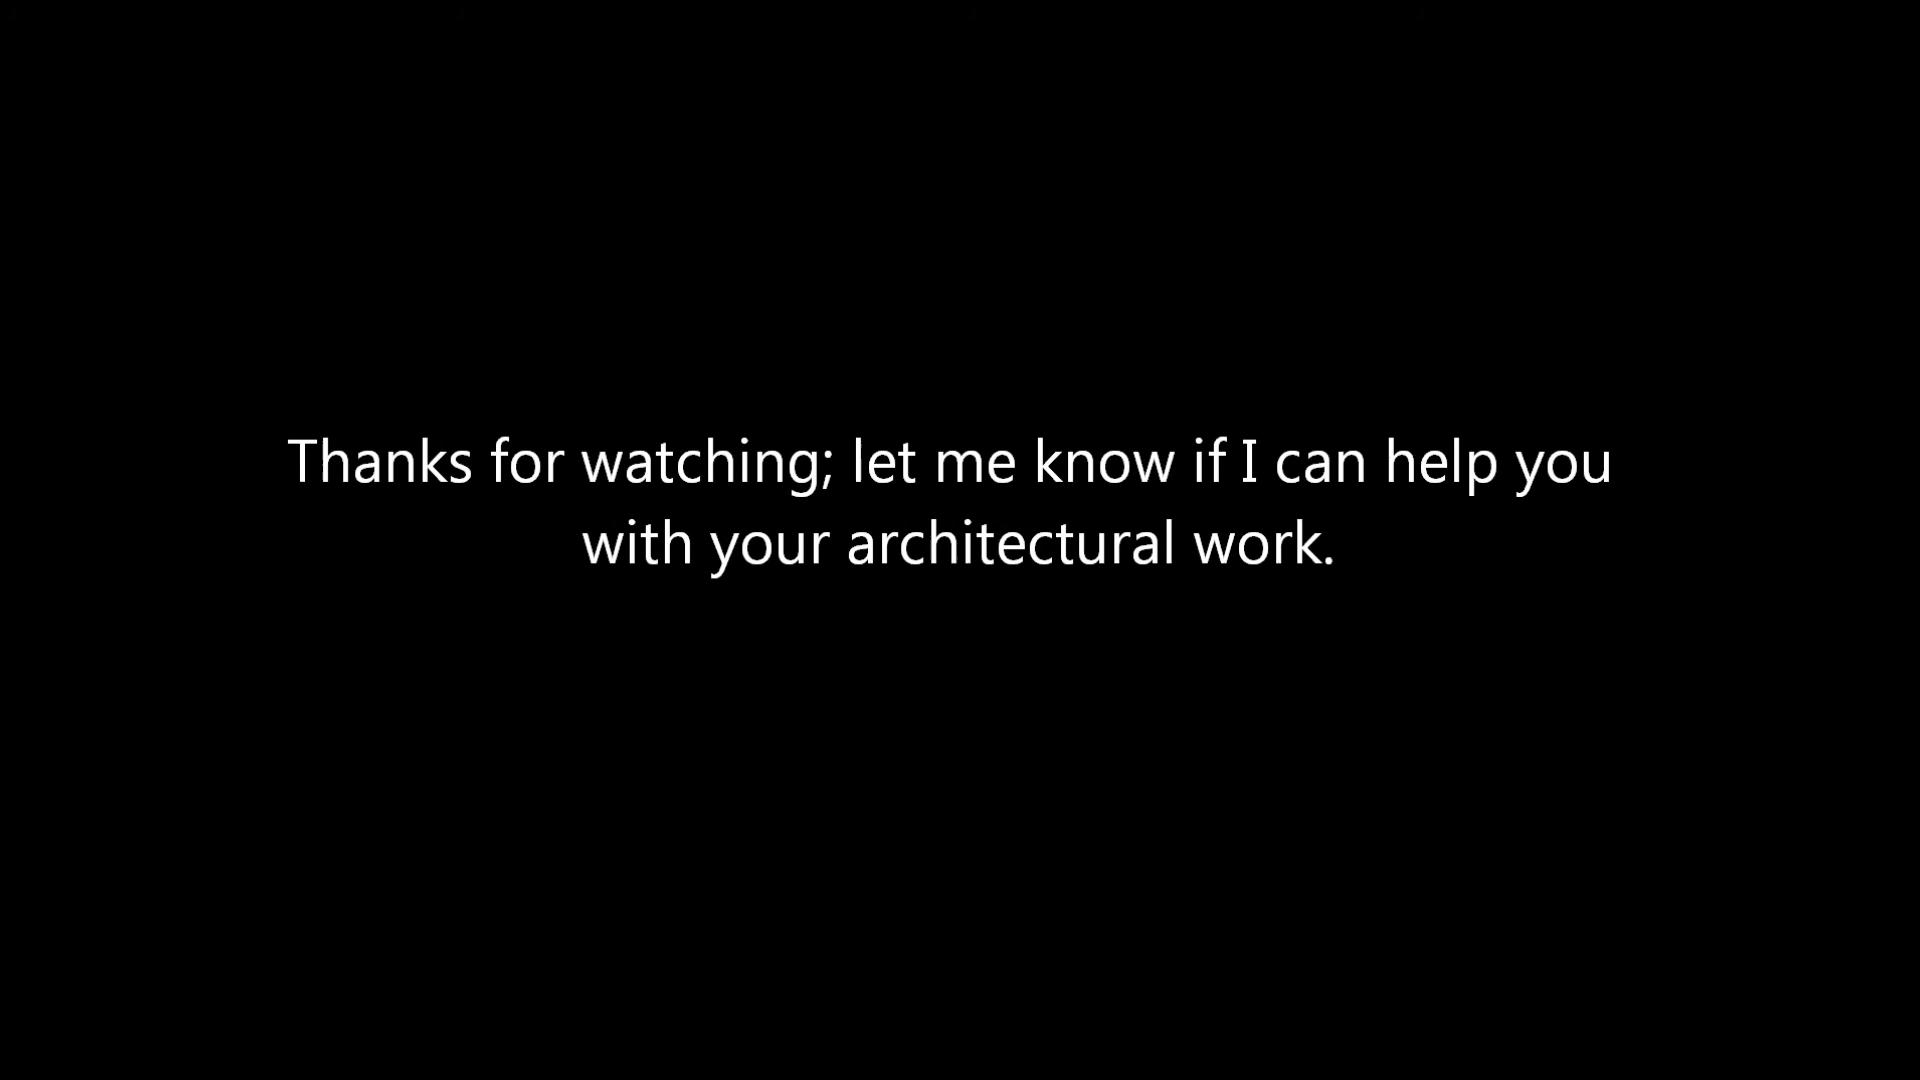 Thanks for watching; let me know if I can help you
with your architectural work.